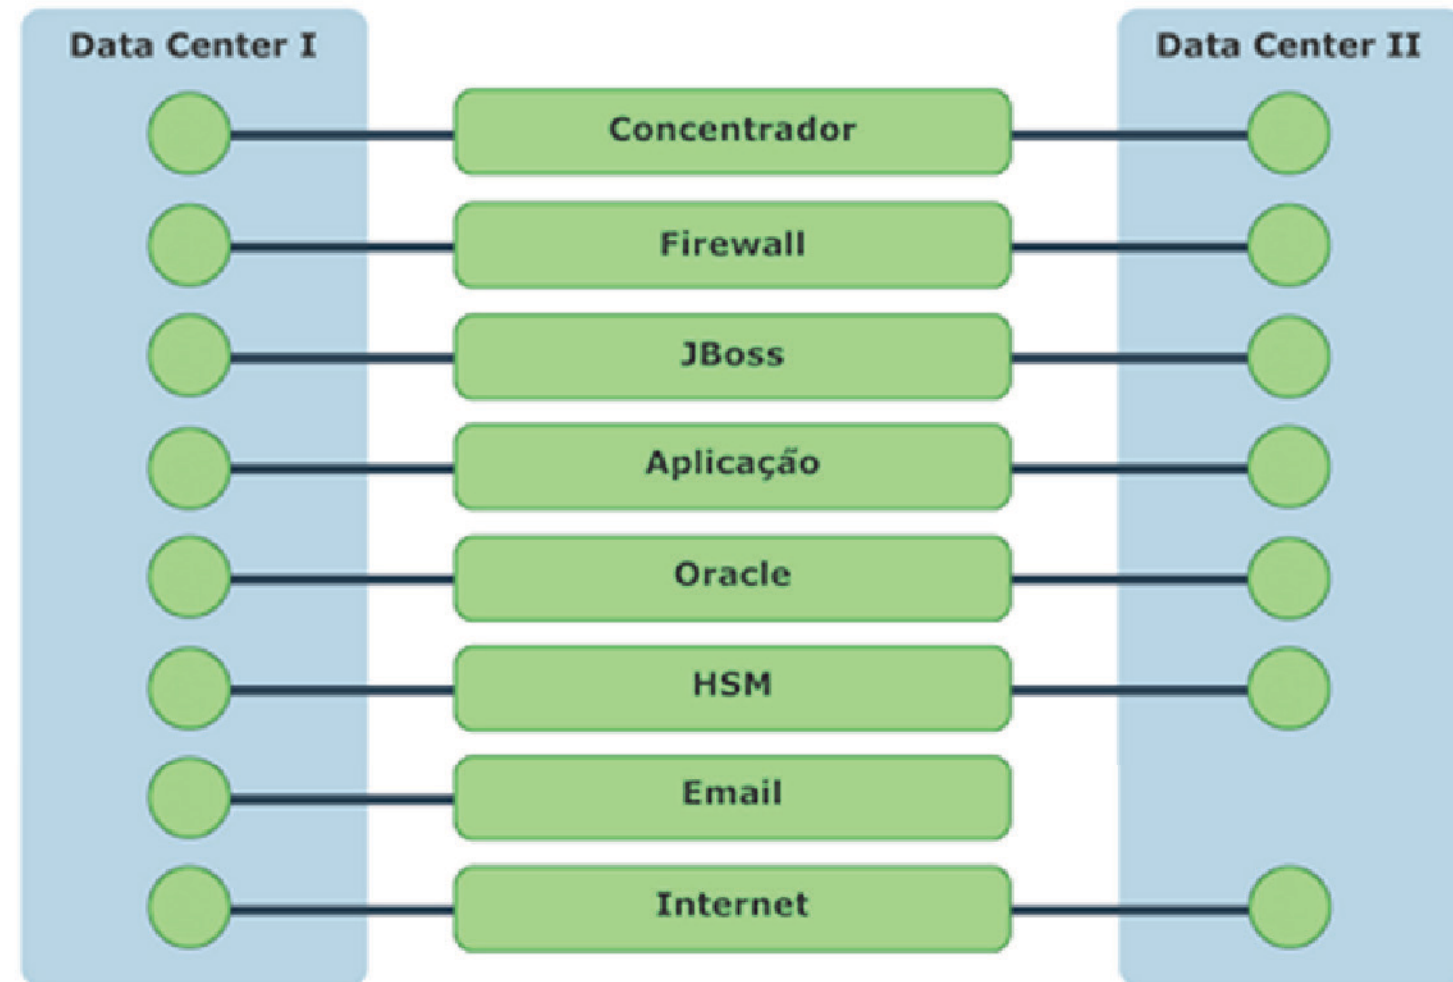 Data Center I
Data Center II
Concentrador
Firewall
JBoss
Aplicação
Oracle
HSM
Email
Internet